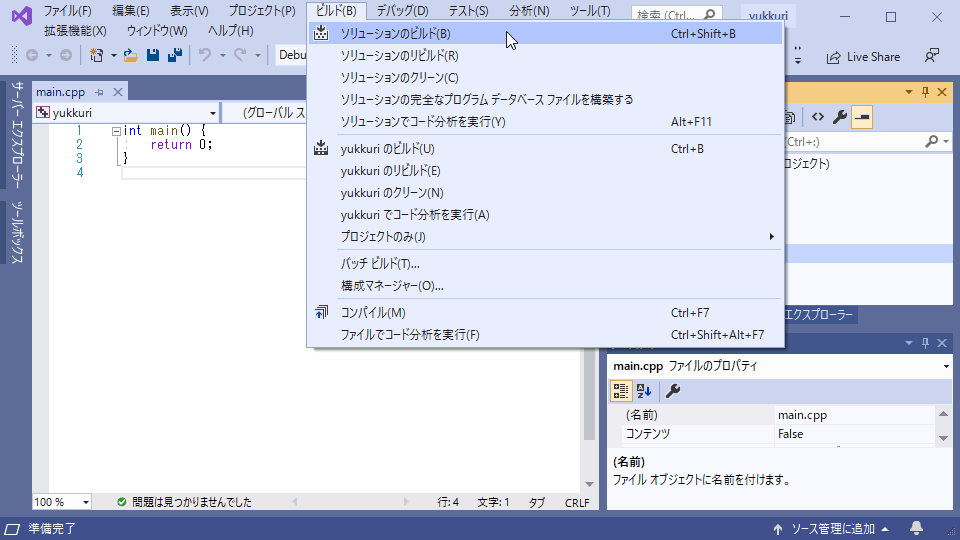 ファイル(F) 編集(E) 表示(V) プロジェクト(P) ビルド(B) デバッグ(D) テスト(S) 分析(N) ツール(T) 検索 (Ctrl... yukkuri
拡張機能(X) ウィンドウ(W) ヘルプ(H)
Debu
Live Share
ソリューションのビルド(B) Ctrl+Shift+B
ソリューションのリビルド(R)
ソリューションのクリーン(C)
ソリューションの完全なプログラム データベース ファイルを構築する
ソリューションでコード分析を実行(Y) Alt+F11
yukkuri のビルド(U) Ctrl+B
yukkuri のリビルド(E)
yukkuri のクリーン(N)
yukkuri でコード分析を実行(A)
プロジェクトのみ(J)
バッチ ビルド(T)...
構成マネージャー(O)...
コンパイル(M) Ctrl+F7
ファイルでコード分析を実行(F) Ctrl+Shift+Alt+F7
サーバー エクスプローラー
ツールボックス
main.cpp
yukkuri (グローバル ス
1 int main() {
2 return 0;
3 }
4
Ctrl+:)
ロジェクト)
エクスプローラー
main.cpp ファイルのプロパティ
(名前) main.cpp
コンテンツ False
(名前)
ファイル オブジェクトに名前を付けます。
100 % 問題は見つかりませんでした 行: 4 文字: 1 タブ CRLF
準備完了 ソース管理に追加